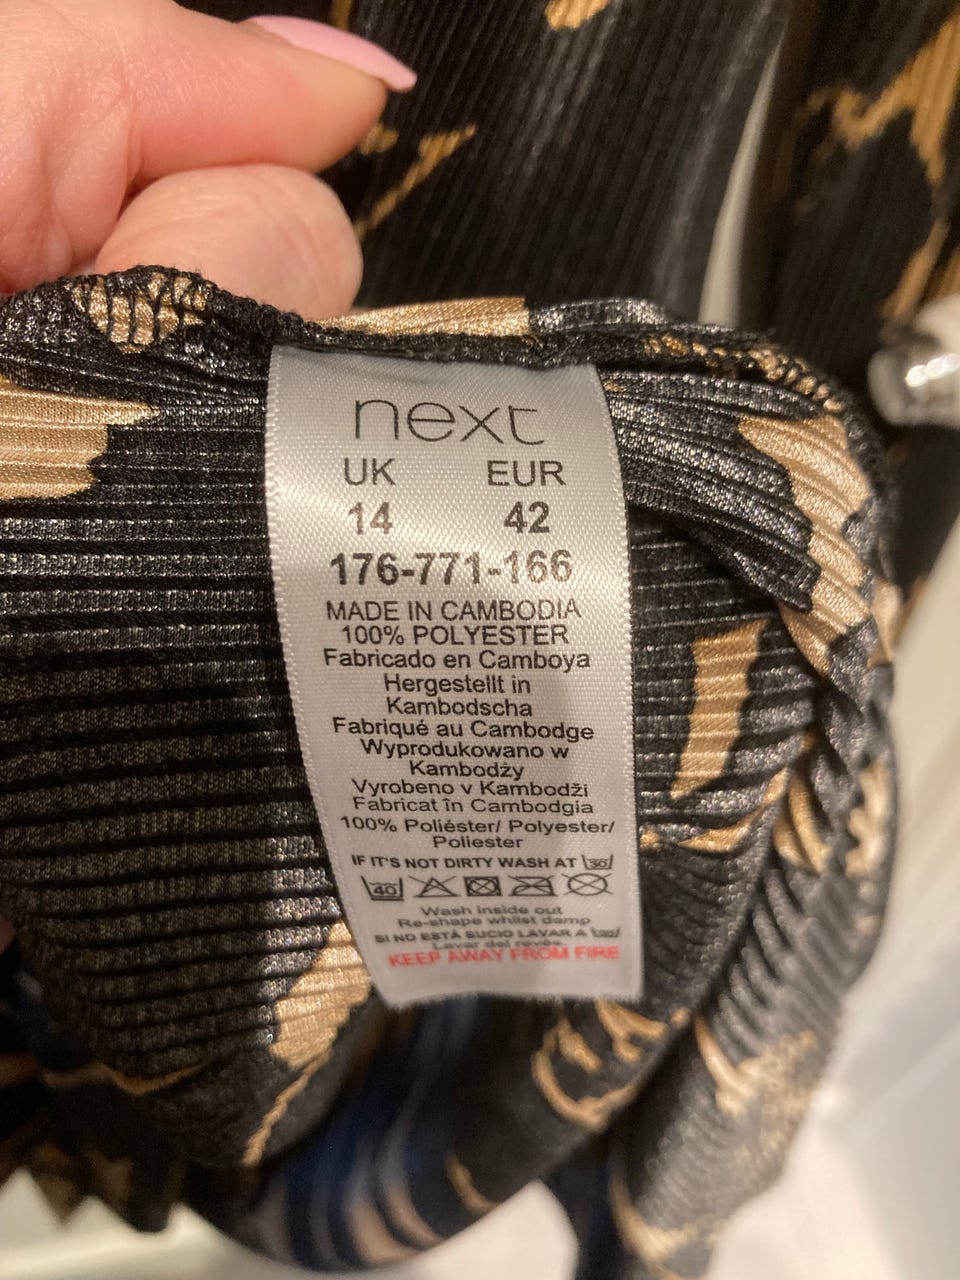 next
UK EUR
14 42
176-771-166
MADE IN CAMBODIA
100% POLYESTER
Fabricado en Camboya
Hergestellt in
Kambodscha
Fabriqué au Cambodge
Wyprodukowano w
Kambodży
Vyrobeno v Kambodži
Fabricat în Cambodgia
100% Poliéster/ Polyester/
Poliester
IF IT'S NOT DIRTY WASH AT 30
40
Wash inside out
Re-shape whilst damp
SI NO ESTÁ SUCIO LAVAR A 30
Lavar del revés
KEEP AWAY FROM FIRE